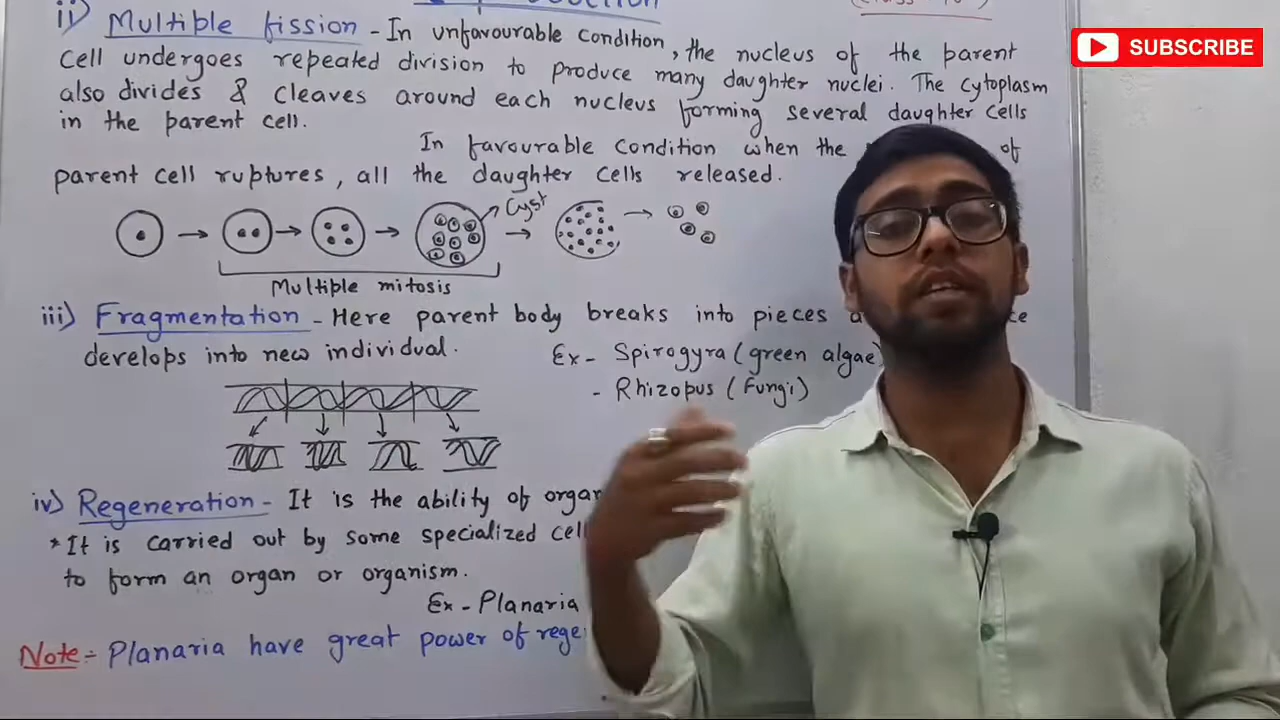 (Class-10
SUBSCRIBE
ii) Multiple fission - In unfavourable condition, the nucleus of the parent
cell undergoes repeated division to produce many daughter nuclei. The cytoplasm
also divides & cleaves around each nucleus forming several daughter cells
in the parent cell.
In favourable condition when the of
parent cell ruptures, all the daughter cells released.
Cyst
Multiple mitosis
iii) Fragmentation - Here parent body breaks into pieces
develops into new individual.
Ex - Spirogyra (green algae)
- Rhizopus (Fungi)
iv) Regeneration - It is the ability of
* It is carried out by some specialized
to form an organ or organism.
Ex - Planaria
Note:- Planaria have great power of